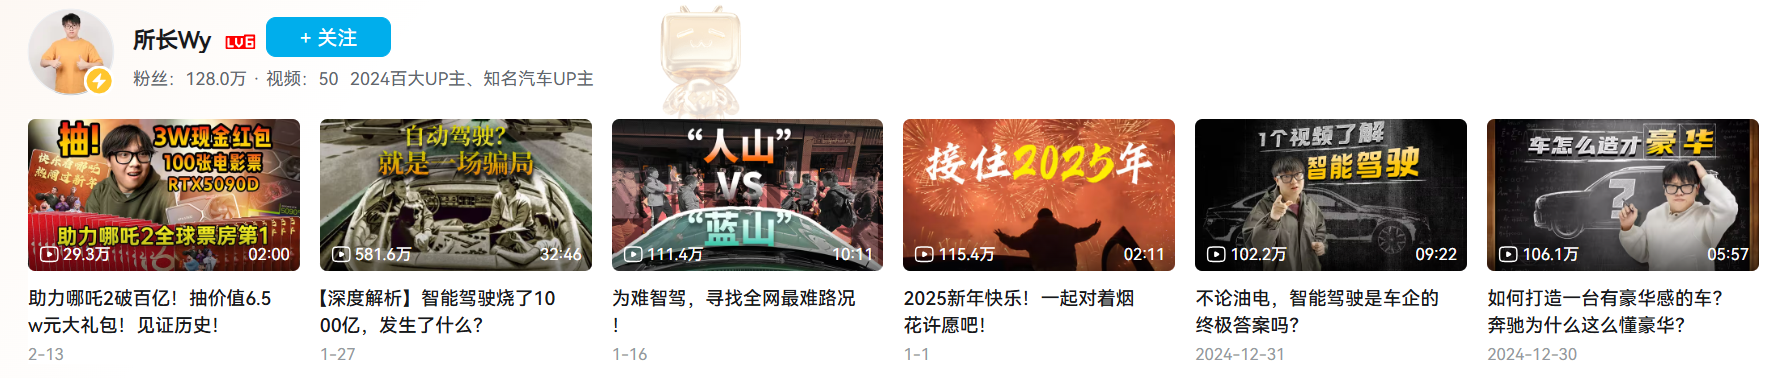 所长Wy LV6 + 关注
粉丝：128.0万 · 视频：50 2024百大UP主、知名汽车UP主
抽!
3W现金红包
100张电影票
RTX5090D
快乐看哪吒
热闹过新年
助力哪吒2全球票房第1
29.3万 02:00
助力哪吒2破百亿！抽价值6.5
w元大礼包！见证历史！
2-13
自动驾驶?
就是一场骗局
581.6万 32:46
【深度解析】智能驾驶烧了10
00亿，发生了什么？
1-27
“人山”
VS
“蓝山”
111.4万 10:11
为难智驾，寻找全网最难路况
！
1-16
接住2025年
115.4万 02:11
2025新年快乐！一起对着烟
花许愿吧！
1-1
1个视频了解
智能驾驶
102.2万 09:22
不论油电，智能驾驶是车企的
终极答案吗？
2024-12-31
车怎么造才豪华
?
106.1万 05:57
如何打造一台有豪华感的车？
奔驰为什么这么懂豪华？
2024-12-30